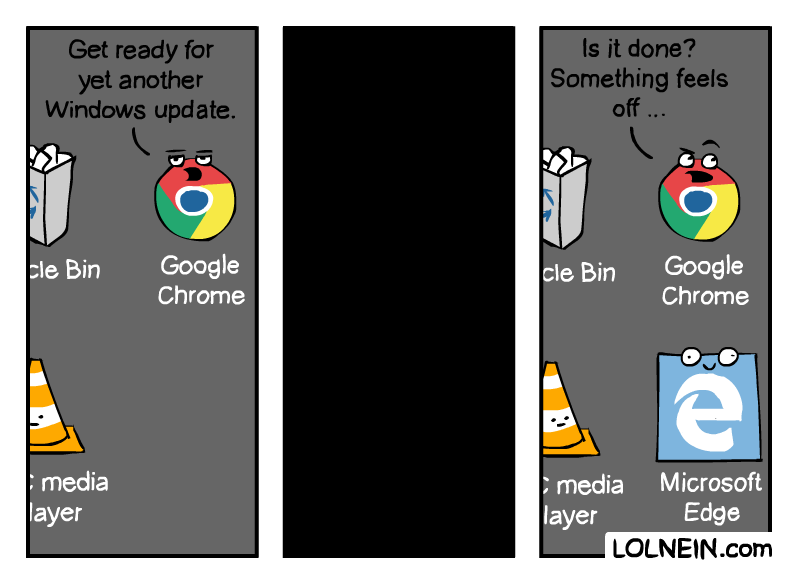 Get ready for
yet another
Windows update.
cle Bin
Google
Chrome
C media
layer
Is it done?
Something feels
off ...
cle Bin
Google
Chrome
C media
layer
Microsoft
Edge
LOLNEIN.com